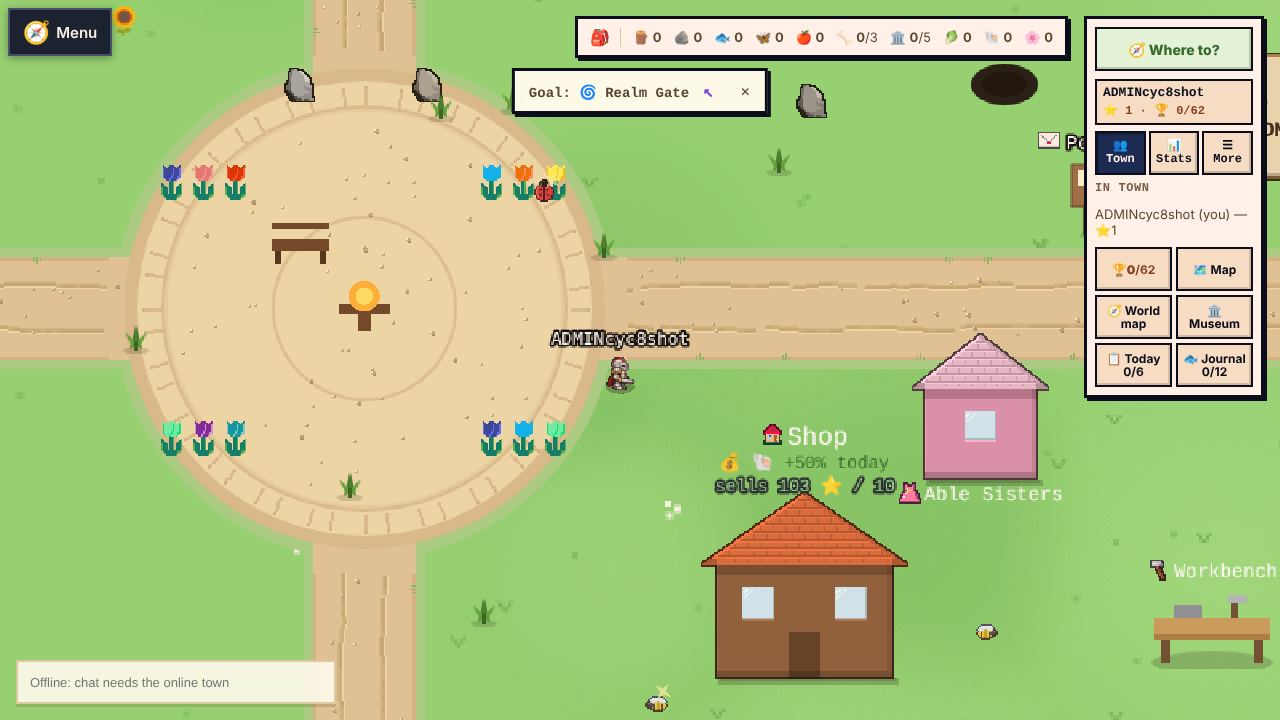 🧭 Menu
🎒 🪵 0 🪨 0 🐟 0 🦋 0 🍎 0 🦴 0/3 🏛️ 0/5 🥬 0 🐚 0 🌸 0
Goal: 🌀 Realm Gate ↖ ×
🧭 Where to?
ADMINcyc8shot
⭐ 1 · 🏆 0/62
👥 Town
📊 Stats
☰ More
IN TOWN
ADMINcyc8shot (you) — ⭐1
🏆0/62
🗺️ Map
🧭 World map
🏛️ Museum
📋 Today 0/6
🐟 Journal 0/12
ADMINcyc8shot
Shop
💰 🐚 +50% today
sells 103 ⭐ / 10
Able Sisters
Workbench
Offline: chat needs the online town